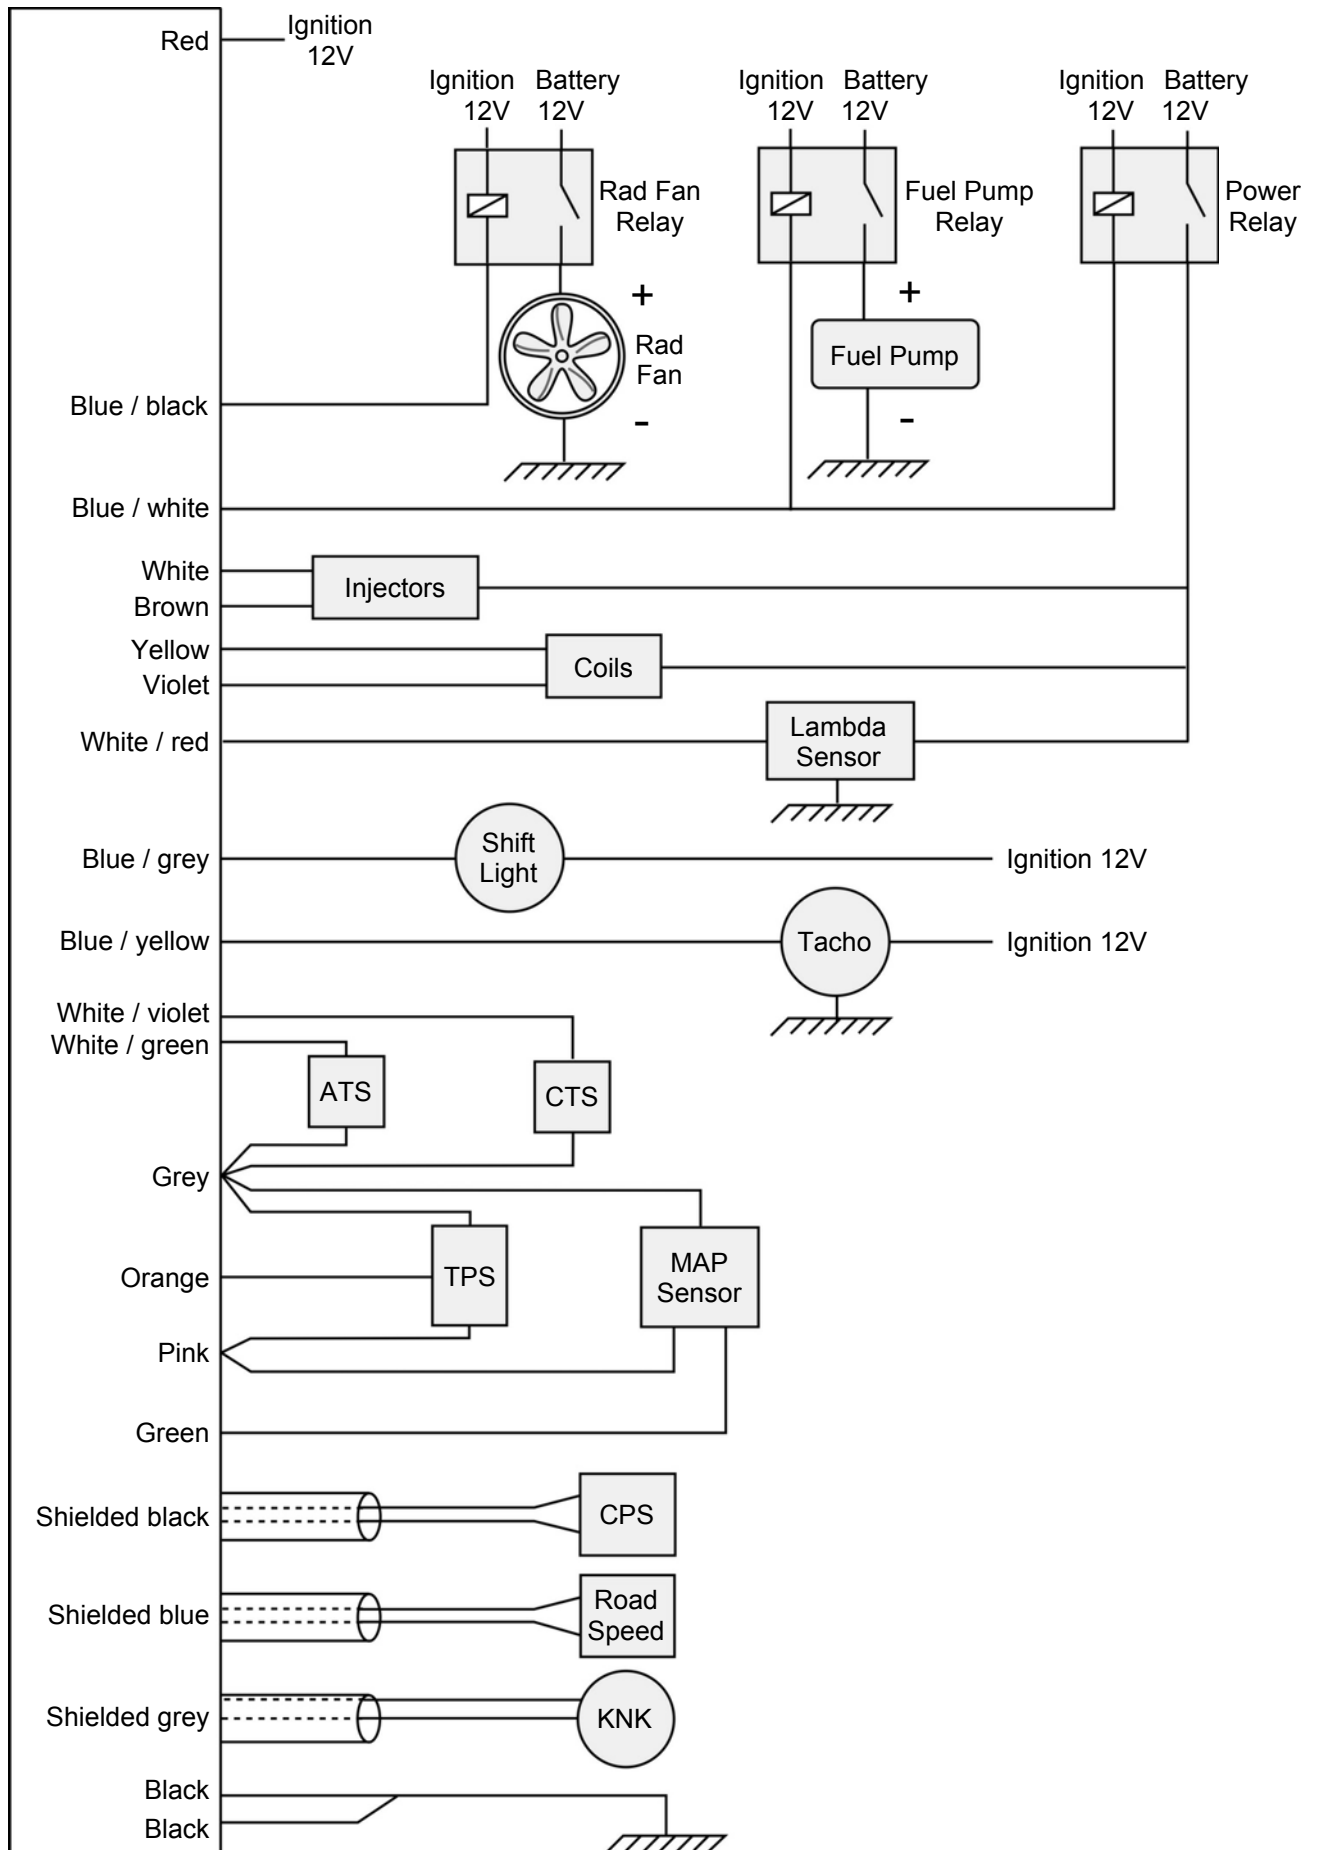 Red
Ignition
12V
Ignition Battery
12V 12V
Rad Fan
Relay
Ignition Battery
12V 12V
Fuel Pump
Relay
Ignition Battery
12V 12V
Power
Relay
+
Rad
Fan
-
+
Fuel Pump
-
Blue / black
Blue / white
White
Brown
Injectors
Yellow
Violet
Coils
White / red
Lambda
Sensor
Blue / grey
Shift
Light
Ignition 12V
Blue / yellow
Tacho
Ignition 12V
White / violet
White / green
ATS
CTS
Grey
Orange
TPS
MAP
Sensor
Pink
Green
Shielded black
CPS
Shielded blue
Road
Speed
Shielded grey
KNK
Black
Black